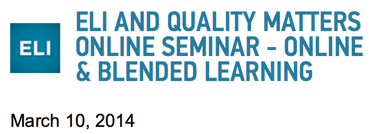 ELI
ELI AND QUALITY MATTERS
ONLINE SEMINAR - ONLINE
& BLENDED LEARNING
March 10, 2014